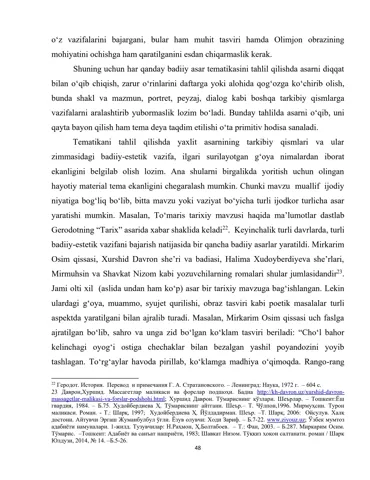 o‘z vazifalarini bajargani, bular ham muhit tasviri hamda Olimjon obrazining
mohiyatini ochishga ham qaratilganini esdan chiqarmaslik kerak.
Shuning uchun har qanday badiiy asar tematikasini tahlil qilishda asarni diqqat
bilan o‘qib chiqish, zarur o‘rinlarini daftarga yoki alohida qog‘ozga ko‘chirib olish,
bunda shakl va mazmun, portret, peyzaj, dialog kabi boshqa tarkibiy qismlarga
vazifalarni aralashtirib yubormaslik lozim bo‘ladi. Bunday tahlilda asarni o‘qib, uni
qayta bayon qilish ham tema deya taqdim etilishi o‘ta primitiv hodisa sanaladi.
Tematikani tahlil qilishda yaxlit asarnining tarkibiy qismlari va ular
zimmasidagi badiiy-estetik vazifa, ilgari surilayotgan g‘oya nimalardan iborat
ekanligini belgilab olish lozim. Ana shularni birgalikda yoritish uchun olingan
hayotiy material tema ekanligini chegaralash mumkin. Chunki mavzu muallif ijodiy
niyatiga bog‘liq bo‘lib, bitta mavzu yoki vaziyat bo‘yicha turli ijodkor turlicha asar
yaratishi mumkin. Masalan, To‘maris tarixiy mavzusi haqida ma’lumotlar dastlab
Gerodotning “Tarix” asarida xabar shaklida keladi22. Keyinchalik turli davrlarda, turli
badiiy-estetik vazifani bajarish natijasida bir qancha badiiy asarlar yaratildi. Mirkarim
Osim qissasi, Xurshid Davron she’ri va badiasi, Halima Xudoyberdiyeva she’rlari,
Mirmuhsin va Shavkat Nizom kabi yozuvchilarning romalari shular jumlasidandir23.
Jami olti xil (aslida undan ham ko‘p) asar bir tarixiy mavzuga bag‘ishlangan. Lekin
ulardagi g‘oya, muammo, syujet qurilishi, obraz tasviri kabi poetik masalalar turli
aspektda yaratilgani bilan ajralib turadi. Masalan, Mirkarim Osim qissasi uch faslga
ajratilgan bo‘lib, sahro va unga zid bo‘lgan ko‘klam tasviri beriladi: “Cho‘l bahor
kelinchagi oyog‘i ostiga chechaklar bilan bezalgan yashil poyandozini yoyib
tashlagan. To‘rg‘aylar havoda pirillab, ko‘klamga madhiya o‘qimoqda. Rango-rang
22 Геродот. История. Перевод и примечания Г. А. Стратановского. – Ленинград: Наука, 1972 г. – 604 с.
23 Даврон,Хуршид. Массагетлар маликаси ва форслар подшоҳи. Бадиа http://kh-davron.uz/xurshid-davron-
massagetlar-malikasi-va-forslar-podshohi.html; Хуршид Даврон. Тўмариснинг кўзлари. Шеърлар. – Тошкент:Ёш
гвардия, 1984. – Б.75. Худойбердиева Ҳ. Тўмариснинг айтгани. Шеър.– Т. Чўлпон,1996. Мирмуҳсин. Турон
маликаси. Роман. – Т.: Шарқ, 1997; Худойбердиева Ҳ. Йўлдадирман. Шеър. –Т. Шарқ, 2006: Ойсулув. Халқ
достони. Айтувчи Эргаш Жуманбулбул ўғли. Ёзув олувчи: Ходи Зариф. – Б.7-22. www.ziyouz.uz; Ўзбек мумтоз
адабиёти намуналари. 1-жилд. Тузувчилар: Н.Раҳмон, Ҳ.Болтабоев. – Т.: Фан, 2003. – Б.287. Миркарим Осим.
Тўмарис. –Тошкент: Адабиёт ва санъат нашриёти, 1983; Шавкат Низом. Тўққиз ҳоқон салтанати. роман / Шарқ
Юлдузи, 2014, № 14. –Б.5-26.
48